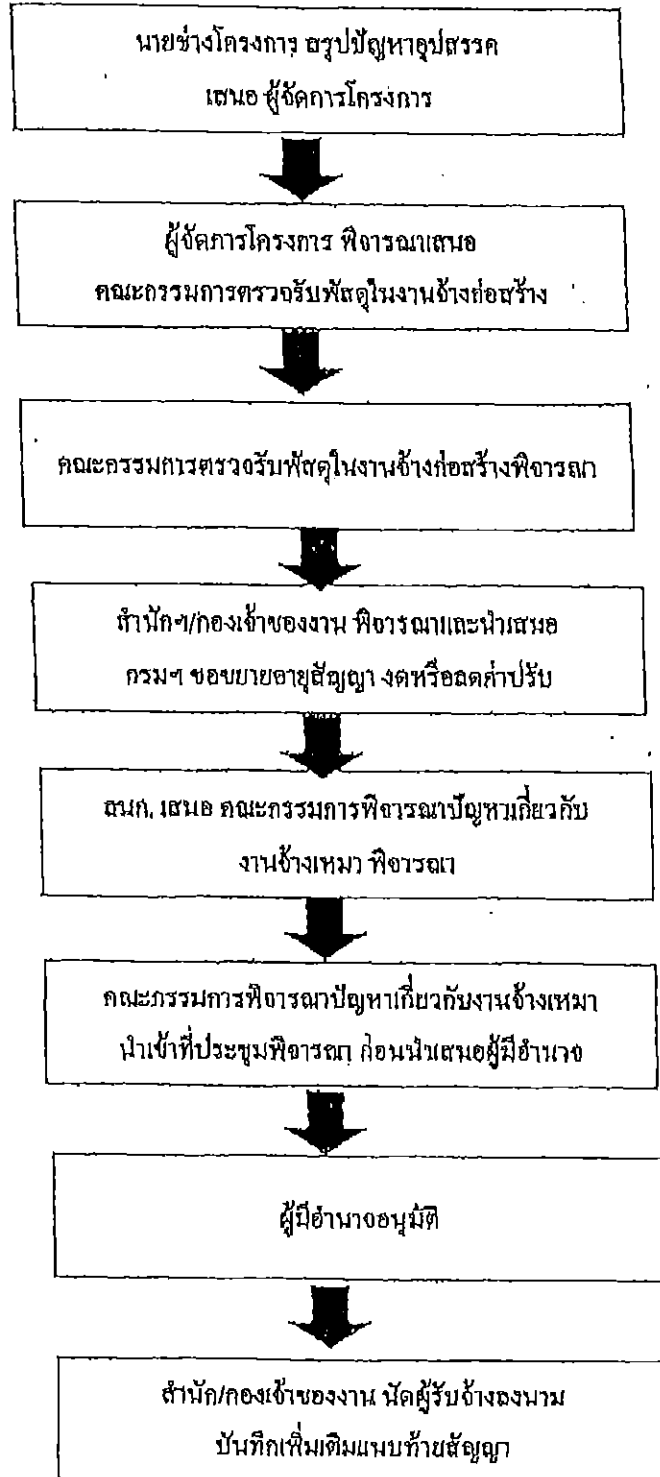 นายช่างโครงการ สรุปปัญหาอุปสรรค
เสนอ ผู้จัดการโครงการ
ผู้จัดการโครงการ พิจารณาเสนอ
คณะกรรมการตรวจรับพัสดุในงานจ้างก่อสร้าง
คณะกรรมการตรวจรับพัสดุในงานจ้างก่อสร้างพิจารณา
สำนักฯ/กองเจ้าของงาน พิจารณาและนำเสนอ
กรมฯ ขอขยายอายุสัญญา งดหรือลดค่าปรับ
ลนก. เสนอ คณะกรรมการพิจารณาปัญหาเกี่ยวกับ
งานจ้างเหมา พิจารณา
คณะกรรมการพิจารณาปัญหาเกี่ยวกับงานจ้างเหมา
นำเข้าที่ประชุมพิจารณา ก่อนนำเสนอผู้มีอำนาจ
ผู้มีอำนาจอนุมัติ
สำนัก/กองเจ้าของงาน นัดผู้รับจ้างลงนาม
บันทึกเพิ่มเติมแนบท้ายสัญญา